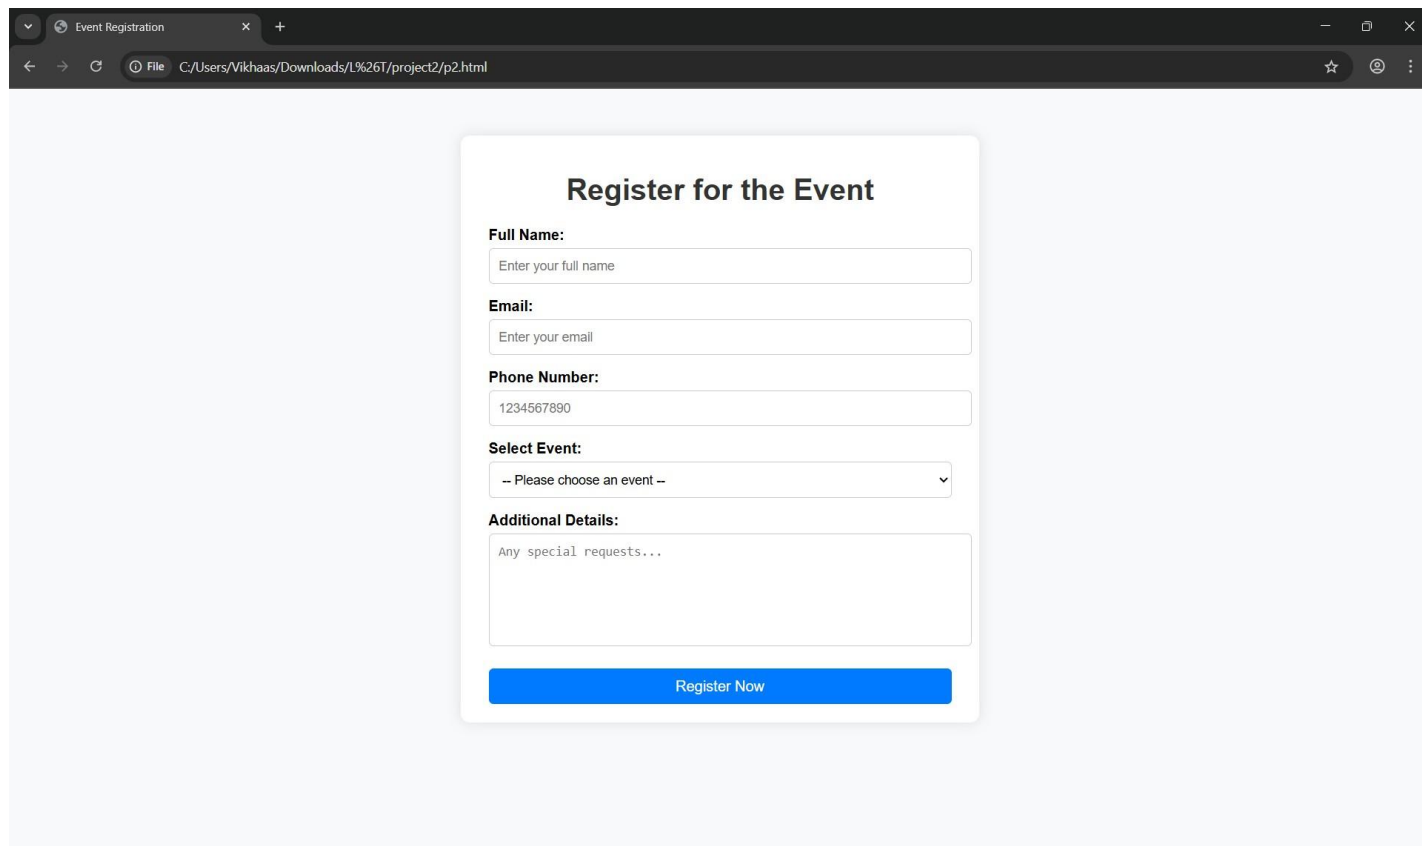 Event Registration
File C:/Users/Vikhaas/Downloads/L%26T/project2/p2.html
Register for the Event
Full Name:
Enter your full name
Email:
Enter your email
Phone Number:
1234567890
Select Event:
-- Please choose an event --
Additional Details:
Any special requests...
Register Now